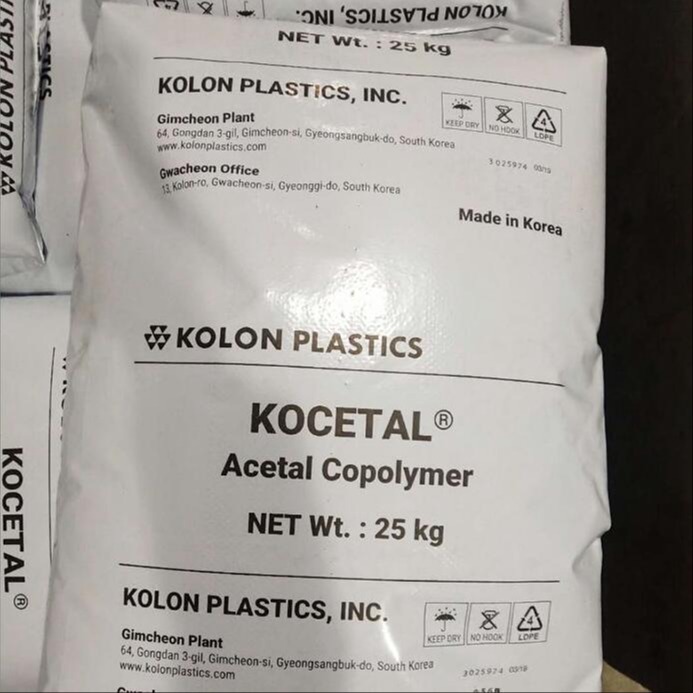 KOLON PLASTICS, INC.
NET Wt. : 25 kg
KOLON PLASTICS, INC.
Gimcheon Plant
64, Gongdan 3-gil, Gimcheon-si, Gyeongsangbuk-do, South Korea
www.kolonplastics.com
Gwacheon Office
13, Kolon-ro, Gwacheon-si, Gyeonggi-do, South Korea
KEEP DRY
NO HOOK
4
LDPE
Made in Korea
KOLON PLASTICS
KOCETAL®
Acetal Copolymer
NET Wt. : 25 kg
KOLON PLASTICS, INC.
Gimcheon Plant
64, Gongdan 3-gil, Gimcheon-si, Gyeongsangbuk-do, South Korea
www.kolonplastics.com
KEEP DRY
NO HOOK
4
LDPE
KOLON PLAST
KOCETAL®